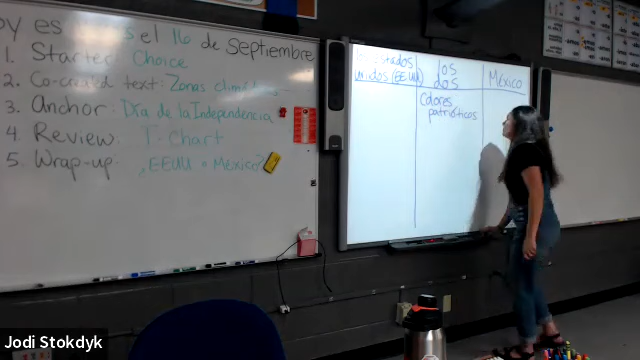 oy es el 16 de septiembre
1. Starter: Choice
2. Co-created text: Zonas
3. Anchor: Día de la Independencia
4. Review: T-Chart
5. Wrap-up: ¿EEUU o México?
Estados
Unidos (EEUU)
los
dos
México
Colores
patrióticos
Jodi Stokdyk